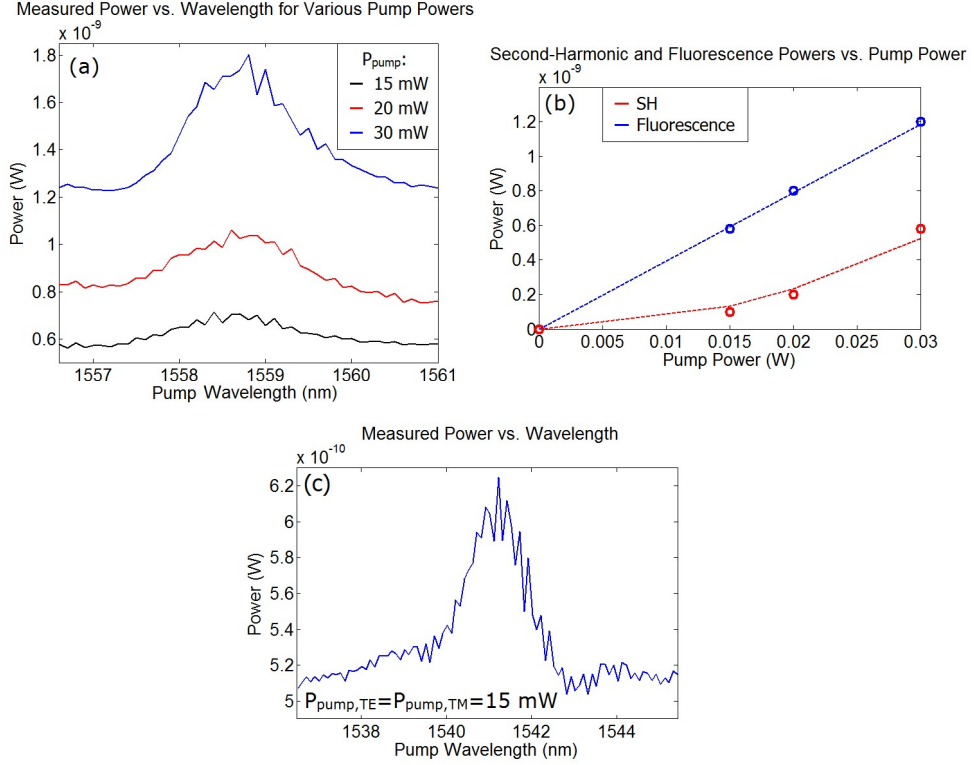 Measured Power vs. Wavelength for Various Pump Powers
x 10⁻⁹
(a)
Ppump:
15 mW
20 mW
30 mW
1.8
1.6
1.4
1.2
1
0.8
0.6
Power (W)
1557 1558 1559 1560 1561
Pump Wavelength (nm)
Second-Harmonic and Fluorescence Powers vs. Pump Power
x 10⁻⁹
(b)
SH
Fluorescence
1.2
1
0.8
0.6
0.4
0.2
0
Power (W)
0 0.005 0.01 0.015 0.02 0.025 0.03
Pump Power (W)
Measured Power vs. Wavelength
x 10⁻¹⁰
(c)
6.2
6
5.8
5.6
5.4
5.2
5
Power (W)
Ppump,TE=Ppump,TM=15 mW
1538 1540 1542 1544
Pump Wavelength (nm)